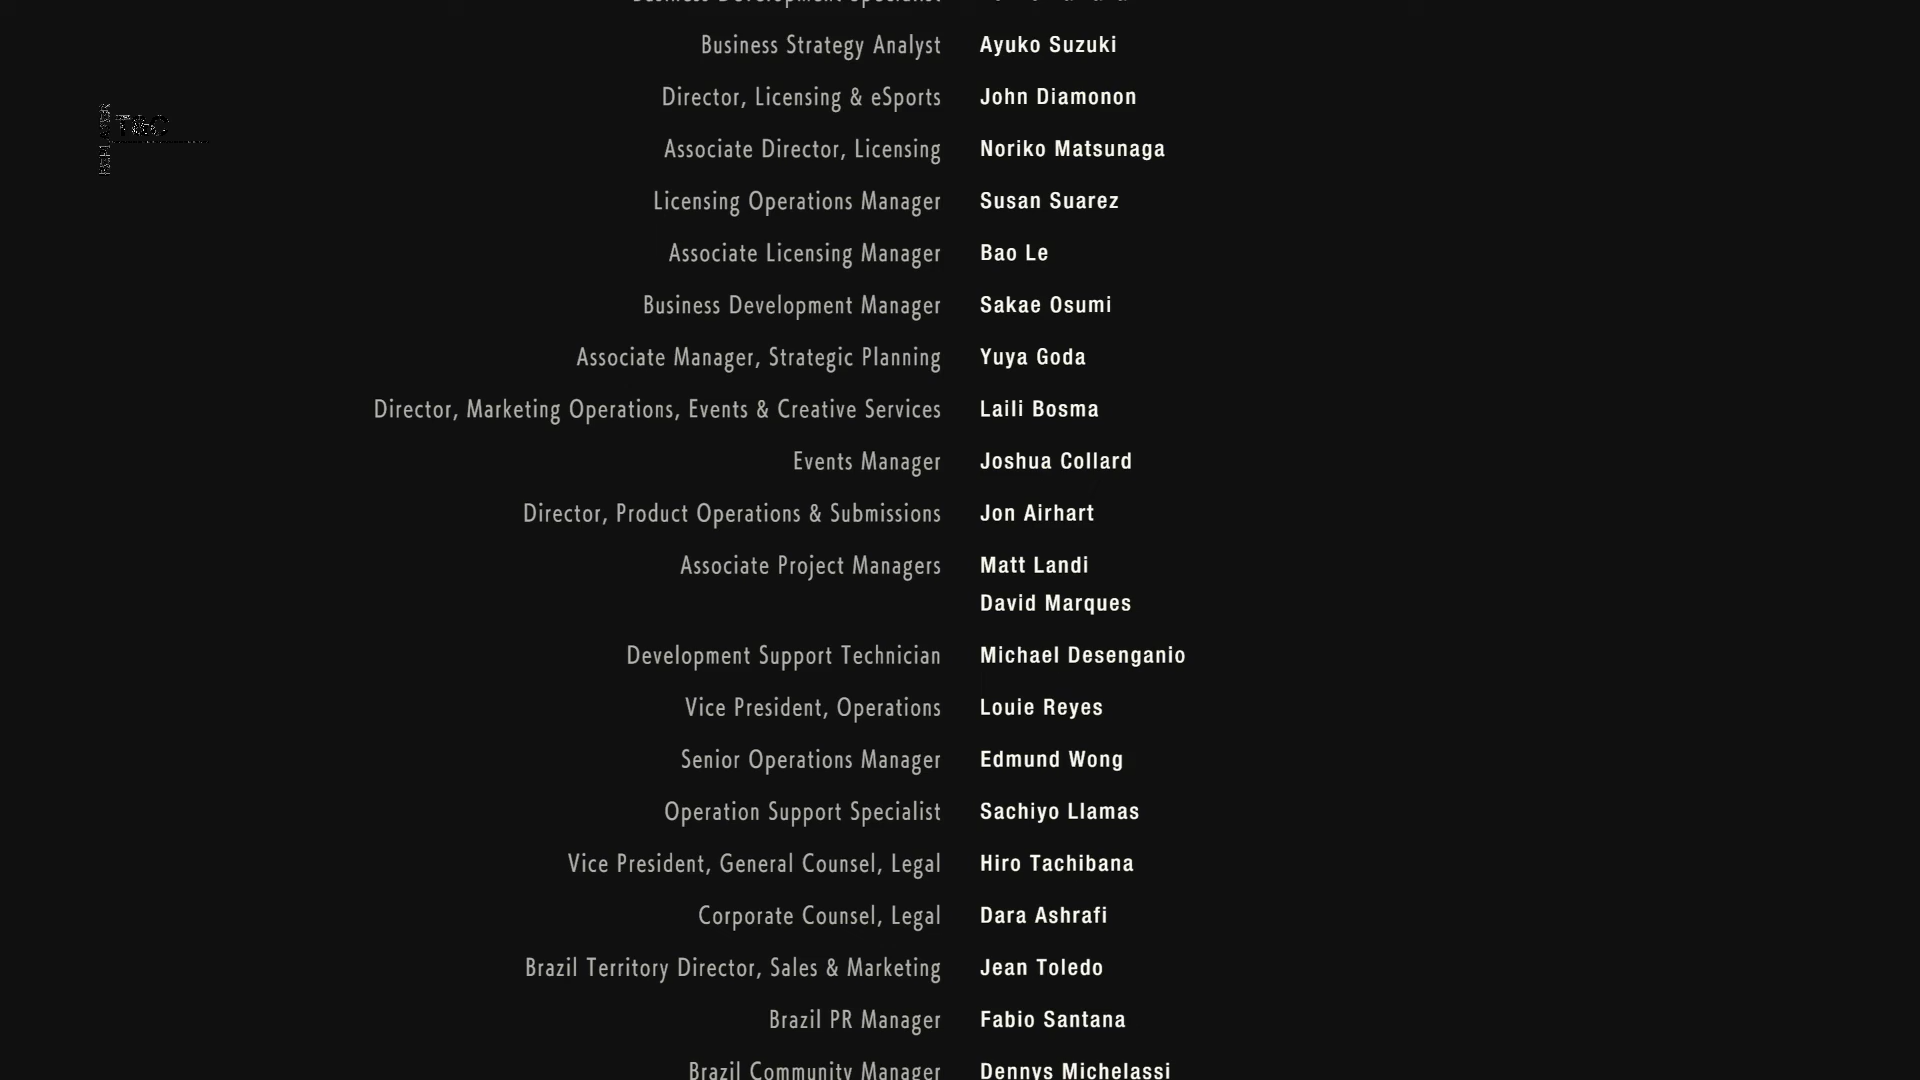 Business Development Specialist
Business Strategy Analyst Ayuko Suzuki
Director, Licensing & eSports John Diamonon
Associate Director, Licensing Noriko Matsunaga
Licensing Operations Manager Susan Suarez
Associate Licensing Manager Bao Le
Business Development Manager Sakae Osumi
Associate Manager, Strategic Planning Yuya Goda
Director, Marketing Operations, Events & Creative Services Laili Bosma
Events Manager Joshua Collard
Director, Product Operations & Submissions Jon Airhart
Associate Project Managers Matt Landi
David Marques
Development Support Technician Michael Desenganio
Vice President, Operations Louie Reyes
Senior Operations Manager Edmund Wong
Operation Support Specialist Sachiyo Llamas
Vice President, General Counsel, Legal Hiro Tachibana
Corporate Counsel, Legal Dara Ashrafi
Brazil Territory Director, Sales & Marketing Jean Toledo
Brazil PR Manager Fabio Santana
Brazil Community Manager Dennys Michelassi